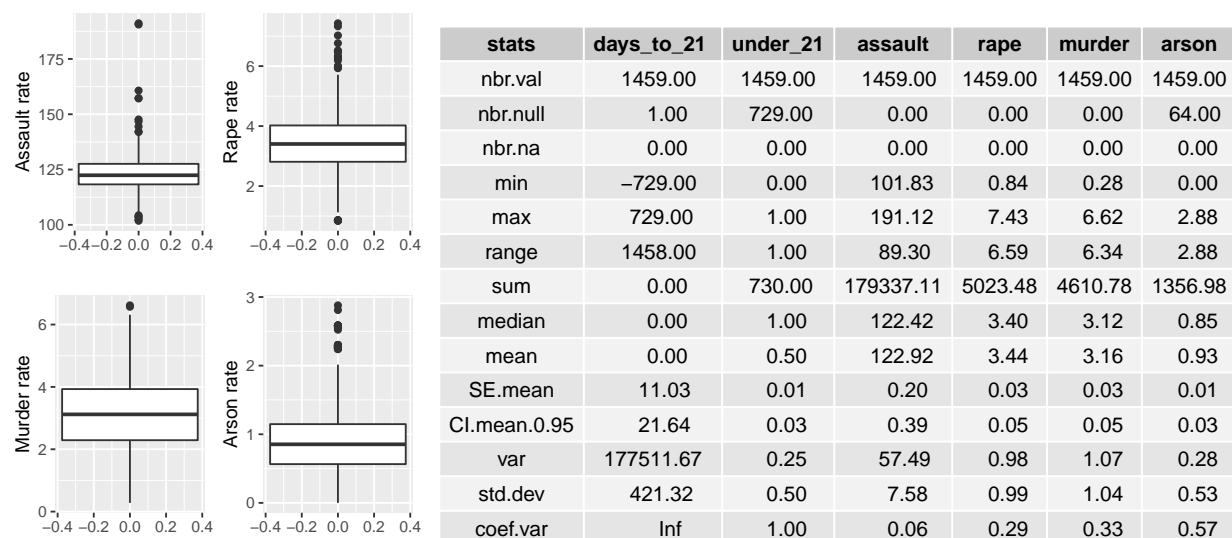 Assault rate
175
150
125
100
−0.4 −0.2 0.0 0.2 0.4
Rape rate
6
4
2
−0.4 −0.2 0.0 0.2 0.4
Murder rate
6
4
2
0
−0.4 −0.2 0.0 0.2 0.4
Arson rate
3
2
1
0
−0.4 −0.2 0.0 0.2 0.4
stats days_to_21 under_21 assault rape murder arson
nbr.val 1459.00 1459.00 1459.00 1459.00 1459.00 1459.00
nbr.null 1.00 729.00 0.00 0.00 0.00 64.00
nbr.na 0.00 0.00 0.00 0.00 0.00 0.00
min −729.00 0.00 101.83 0.84 0.28 0.00
max 729.00 1.00 191.12 7.43 6.62 2.88
range 1458.00 1.00 89.30 6.59 6.34 2.88
sum 0.00 730.00 179337.11 5023.48 4610.78 1356.98
median 0.00 1.00 122.42 3.40 3.12 0.85
mean 0.00 0.50 122.92 3.44 3.16 0.93
SE.mean 11.03 0.01 0.20 0.03 0.03 0.01
CI.mean.0.95 21.64 0.03 0.39 0.05 0.05 0.03
var 177511.67 0.25 57.49 0.98 1.07 0.28
std.dev 421.32 0.50 7.58 0.99 1.04 0.53
coef.var Inf 1.00 0.06 0.29 0.33 0.57